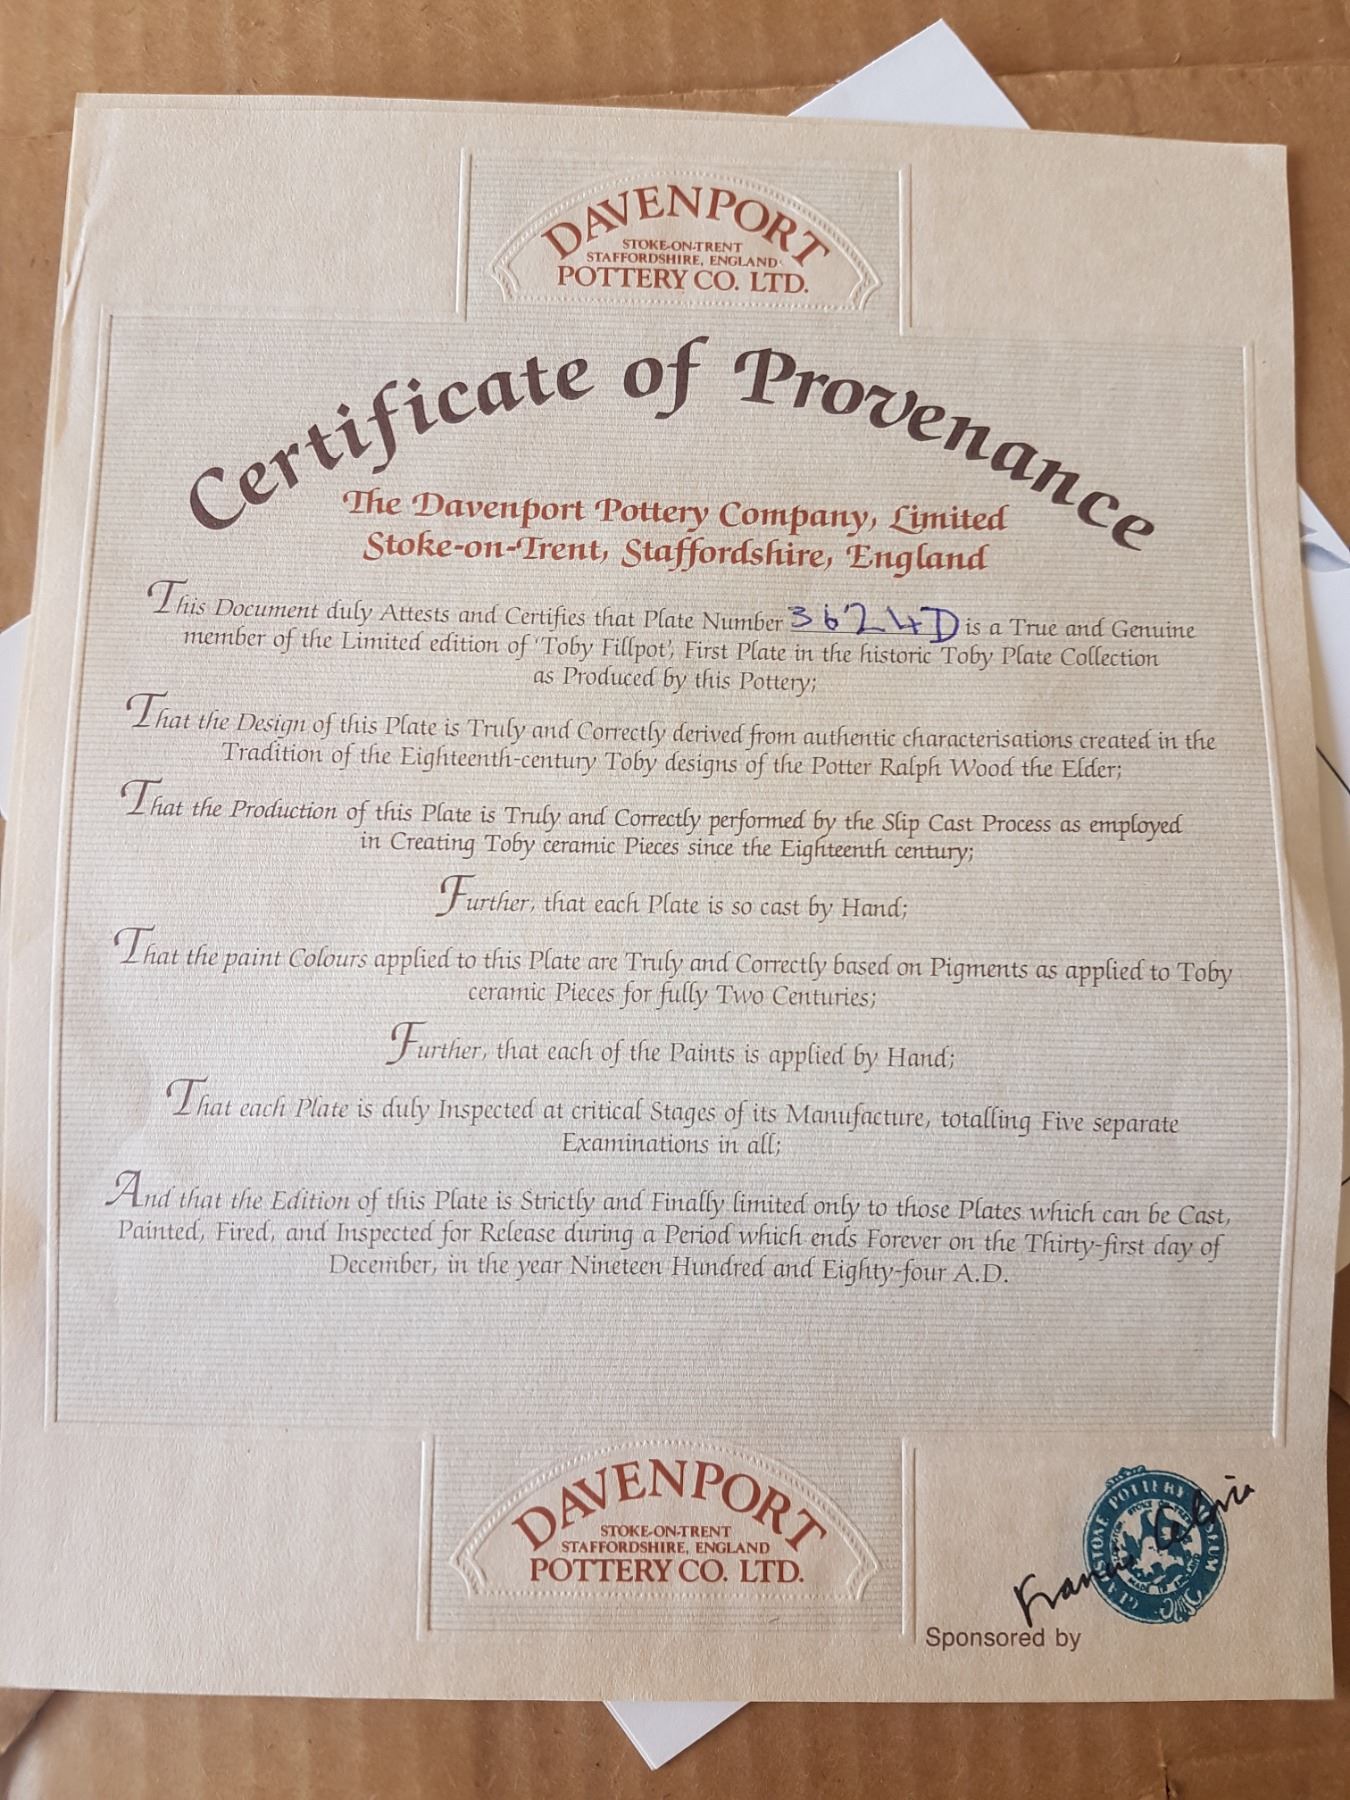 DAVENPORT
STOKE-ON-TRENT
STAFFORDSHIRE, ENGLAND
POTTERY CO. LTD.
Certificate of Provenance
The Davenport Pottery Company, Limited
Stoke-on-Trent, Staffordshire, England
This Document duly Attests and Certifies that Plate Number 3624D is a True and Genuine
member of the Limited edition of 'Toby Fillpot', First Plate in the historic Toby Plate Collection
as Produced by this Pottery;
That the Design of this Plate is Truly and Correctly derived from authentic characterisations created in the
Tradition of the Eighteenth-century Toby designs of the Potter Ralph Wood the Elder;
That the Production of this Plate is Truly and Correctly performed by the Slip Cast Process as employed
in Creating Toby ceramic Pieces since the Eighteenth century;
Further, that each Plate is so cast by Hand;
That the paint Colours applied to this Plate are Truly and Correctly based on Pigments as applied to Toby
ceramic Pieces for fully Two Centuries;
Further, that each of the Paints is applied by Hand;
That each Plate is duly Inspected at critical Stages of its Manufacture, totalling Five separate
Examinations in all;
And that the Edition of this Plate is Strictly and Finally limited only to those Plates which can be Cast,
Painted, Fired, and Inspected for Release during a Period which ends Forever on the Thirty-first day of
December, in the year Nineteen Hundred and Eighty-four A.D.
DAVENPORT
STOKE-ON-TRENT
STAFFORDSHIRE, ENGLAND
POTTERY CO. LTD.
POTTERY
Sponsored by